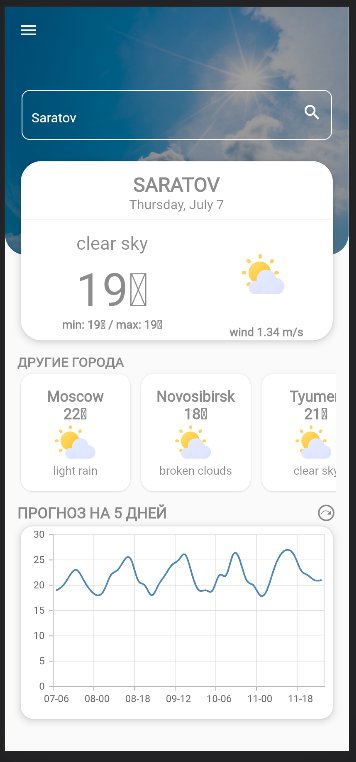 Saratov
SARATOV
Thursday, July 7
clear sky
19
min: 19 / max: 19
wind 1.34 m/s
ДРУГИЕ ГОРОДА
Moscow
22
light rain
Novosibirsk
18
broken clouds
Tyumen
21
clear sky
ПРОГНОЗ НА 5 ДНЕЙ
30
25
20
15
10
5
0
07-06 08-00 08-18 09-12 10-06 11-00 11-18